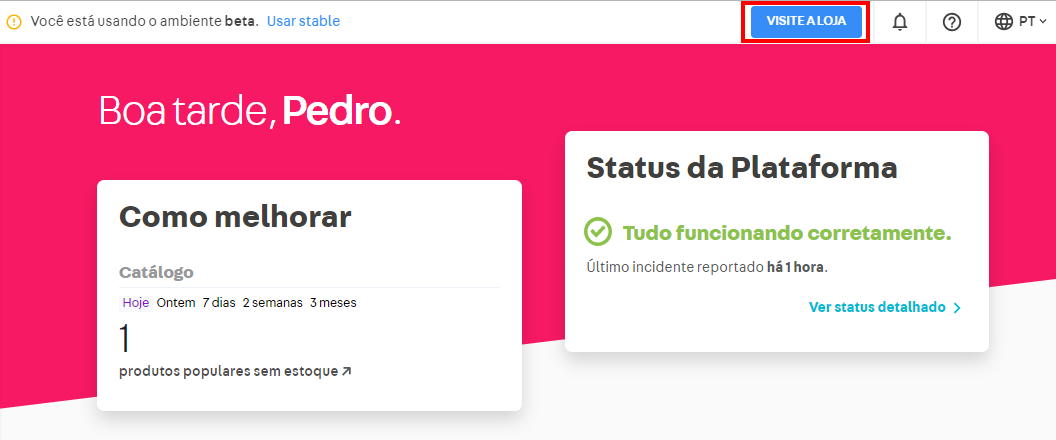 Você está usando o ambiente beta. Usar stable
VISITE A LOJA
PT
Boa tarde, Pedro.
Como melhorar
Catálogo
Hoje Ontem 7 dias 2 semanas 3 meses
1
produtos populares sem estoque
Status da Plataforma
Tudo funcionando corretamente.
Último incidente reportado há 1 hora.
Ver status detalhado